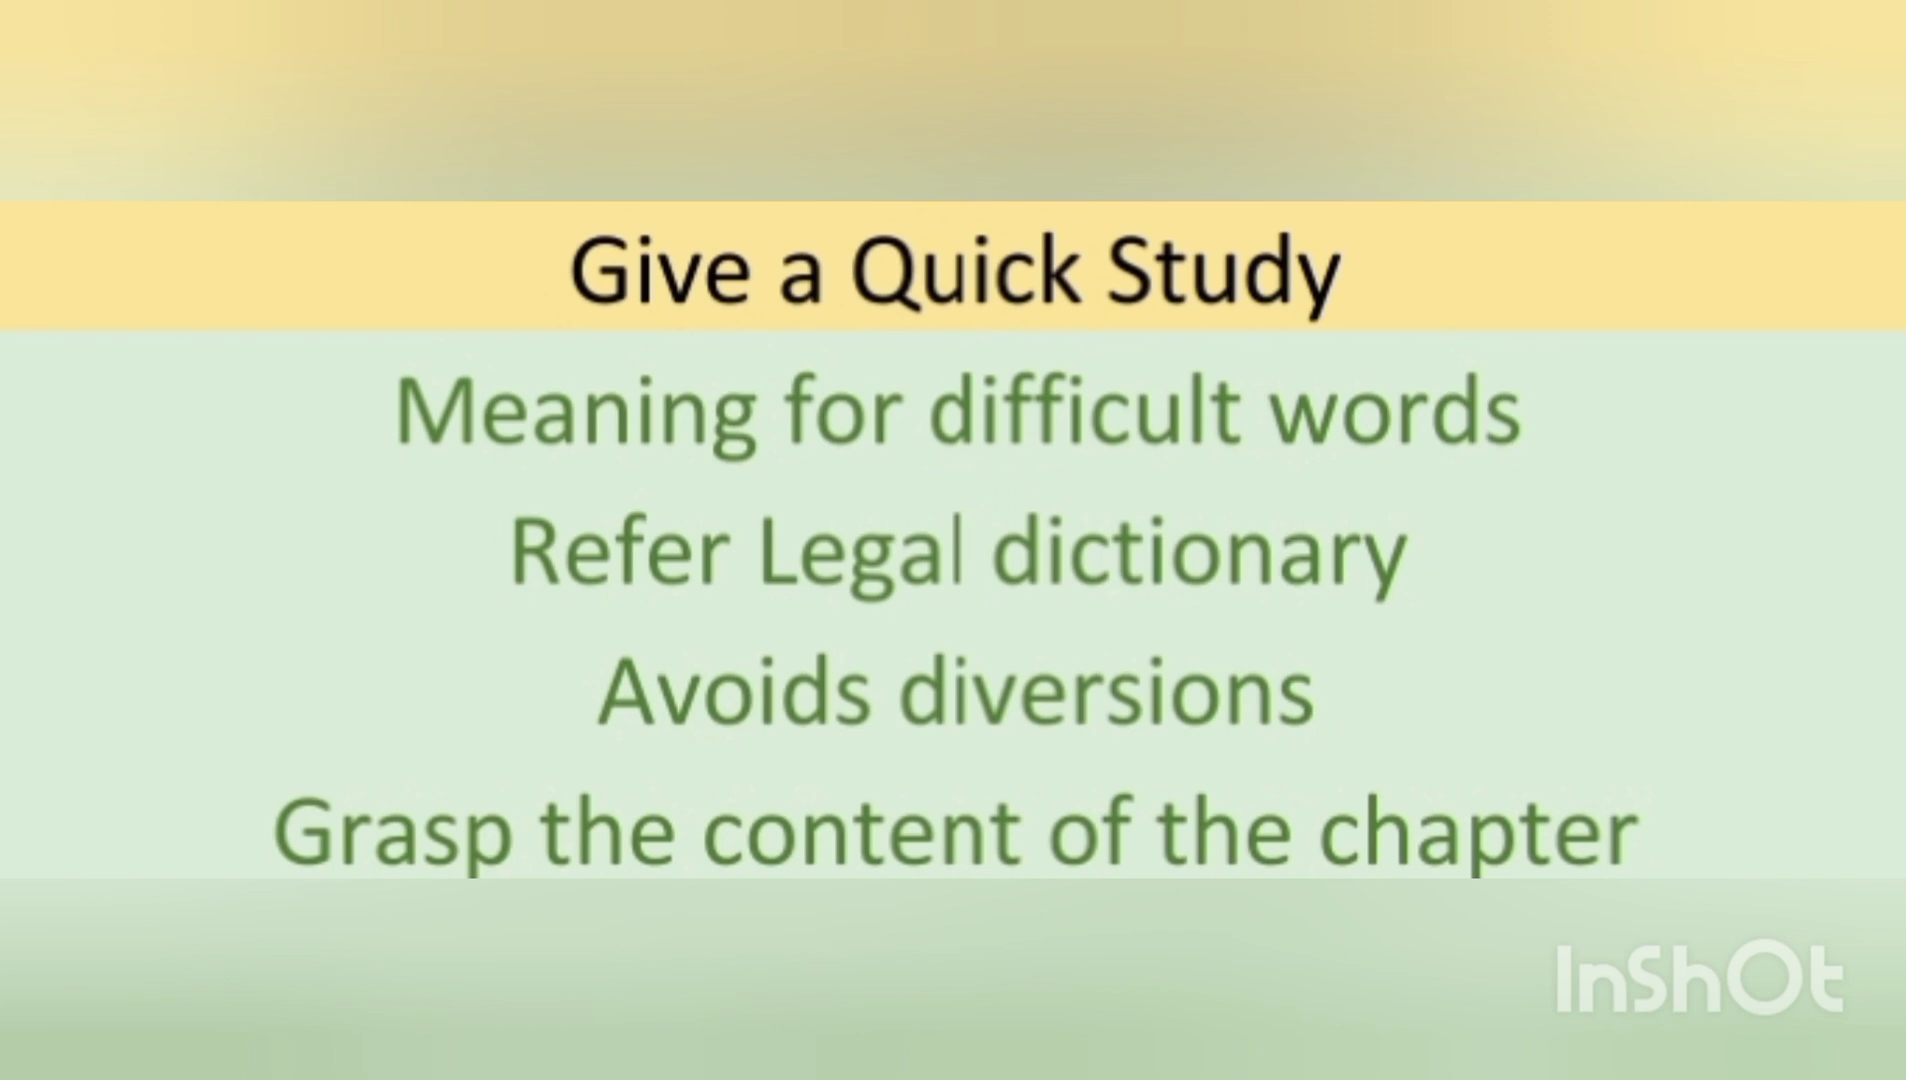 Give a Quick Study
Meaning for difficult words
Refer Legal dictionary
Avoids diversions
Grasp the content of the chapter
InShOt